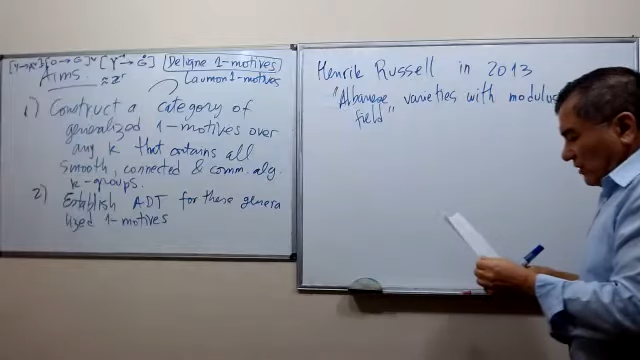 [0→G] [Y→G] Deligne 1-motives
Aims: ≈ Zʳ Laumon 1-motives
1) Construct a category of
generalized 1-motives over
any k that contains all
smooth, connected & comm. alg.
k-groups.
2) Establish ADT for these genera
lized 1-motives
Henrik Russell in 2013
"Albanese varieties with modulus
field"